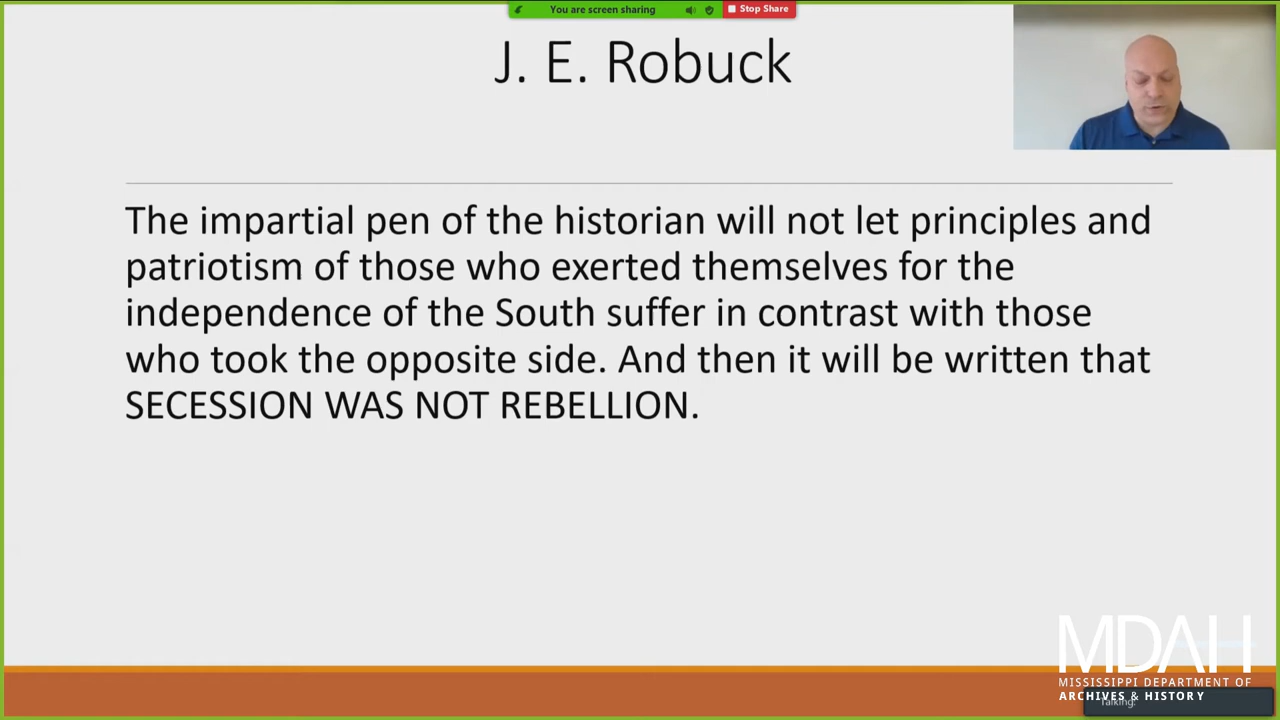 You are screen sharing
Stop Share
J. E. Robuck
The impartial pen of the historian will not let principles and
patriotism of those who exerted themselves for the
independence of the South suffer in contrast with those
who took the opposite side. And then it will be written that
SECESSION WAS NOT REBELLION.
MDAH
MISSISSIPPI DEPARTMENT OF
ARCHIVES & HISTORY
Talking: